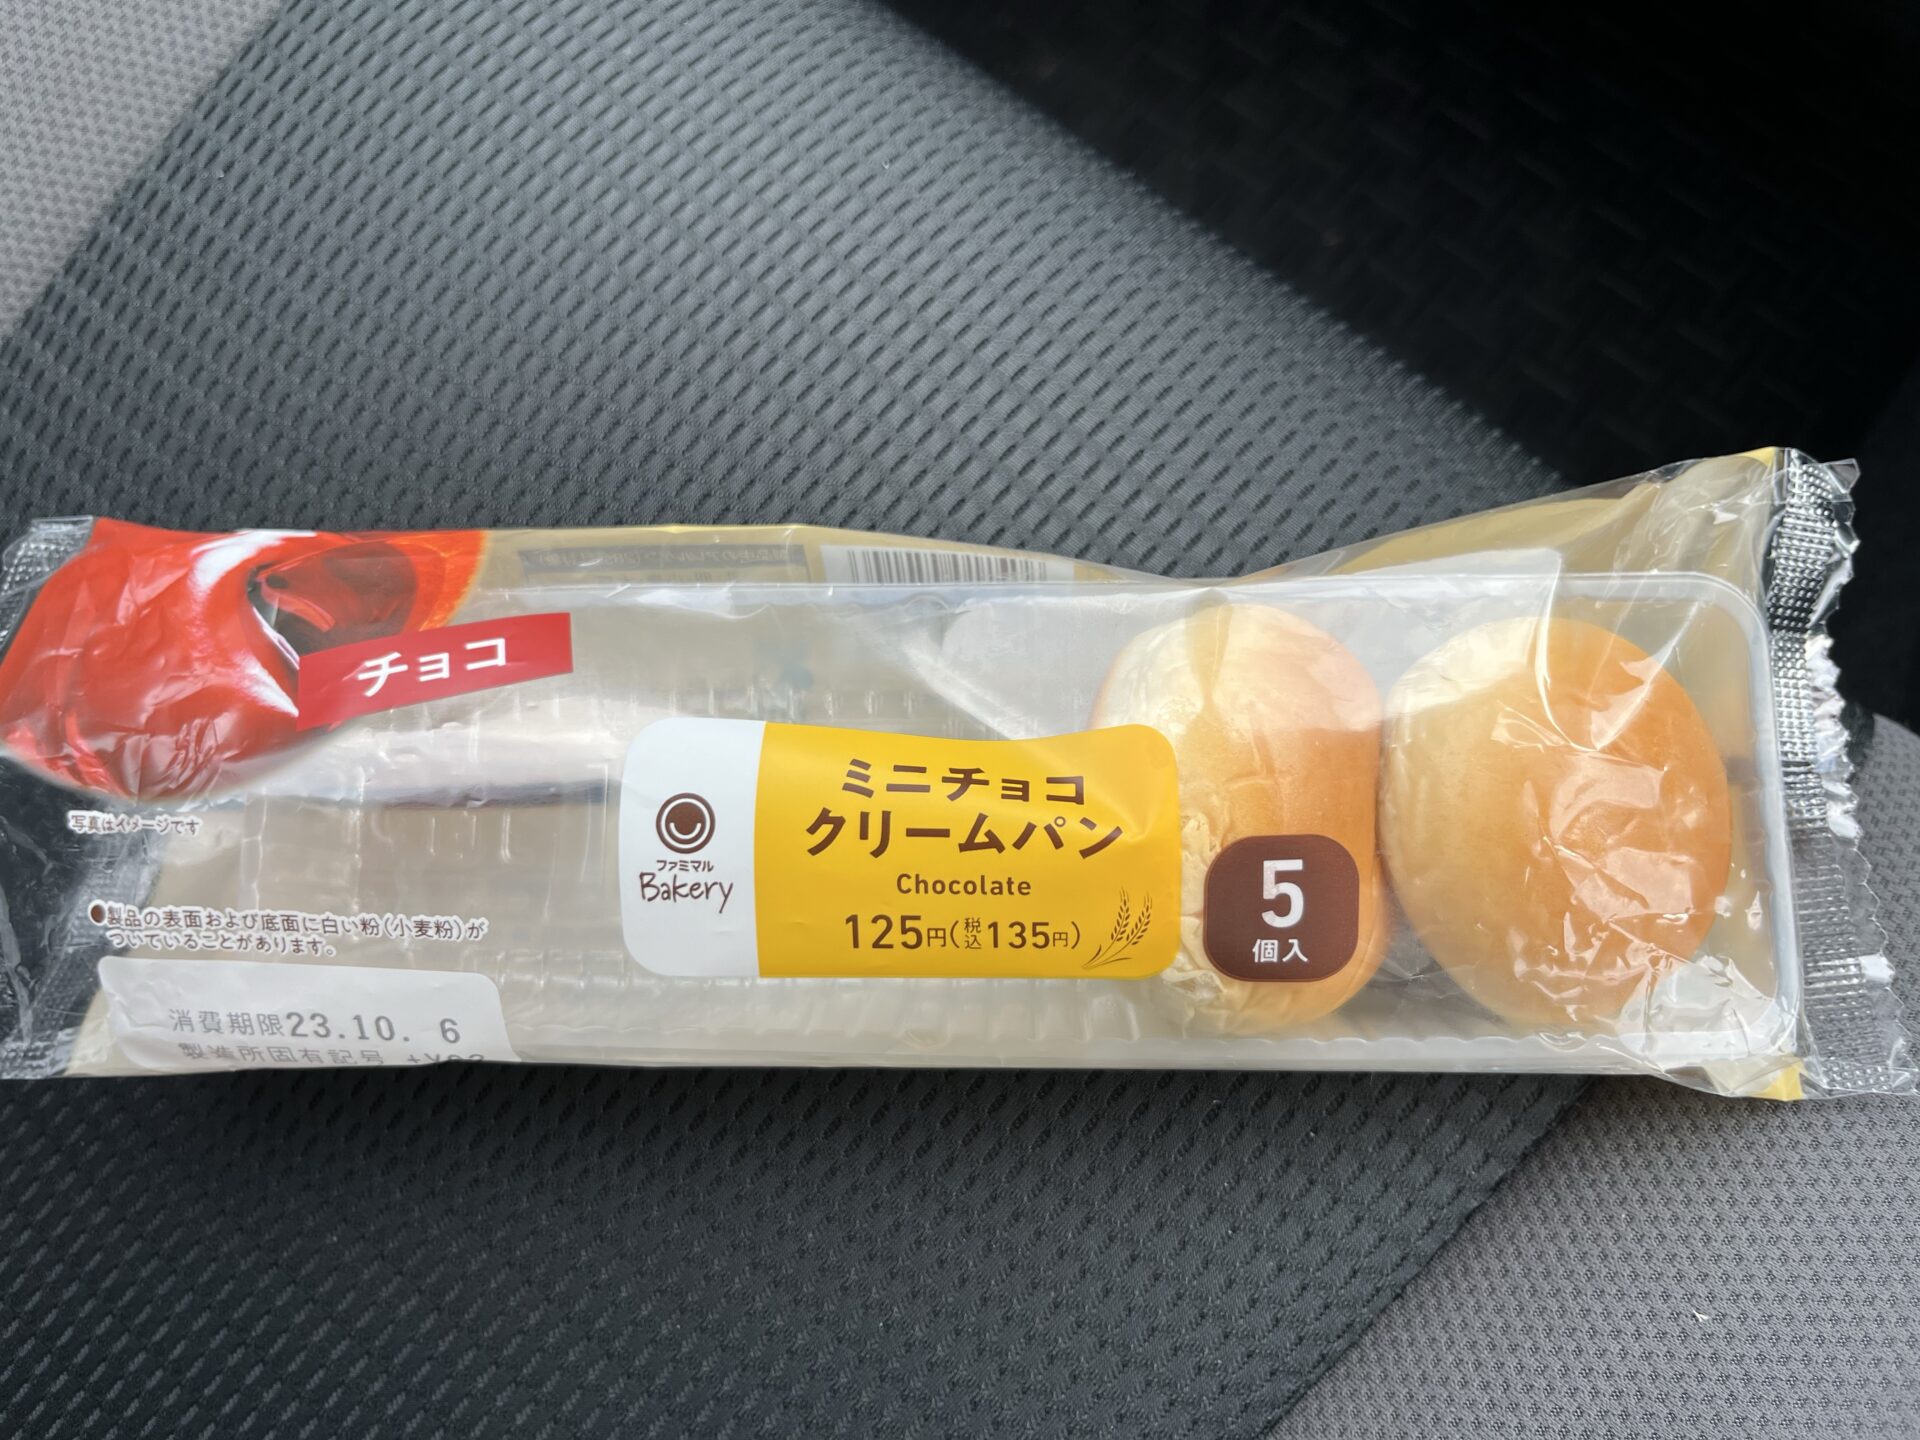 チョコ
写真はイメージです
●製品の表面および底面に白い粉(小麦粉)が
ついていることがあります。
消費期限23.10. 6
製造所固有記号
ファミマル
Bakery
ミニチョコ
クリームパン
Chocolate
125円(税込135円)
5
個入